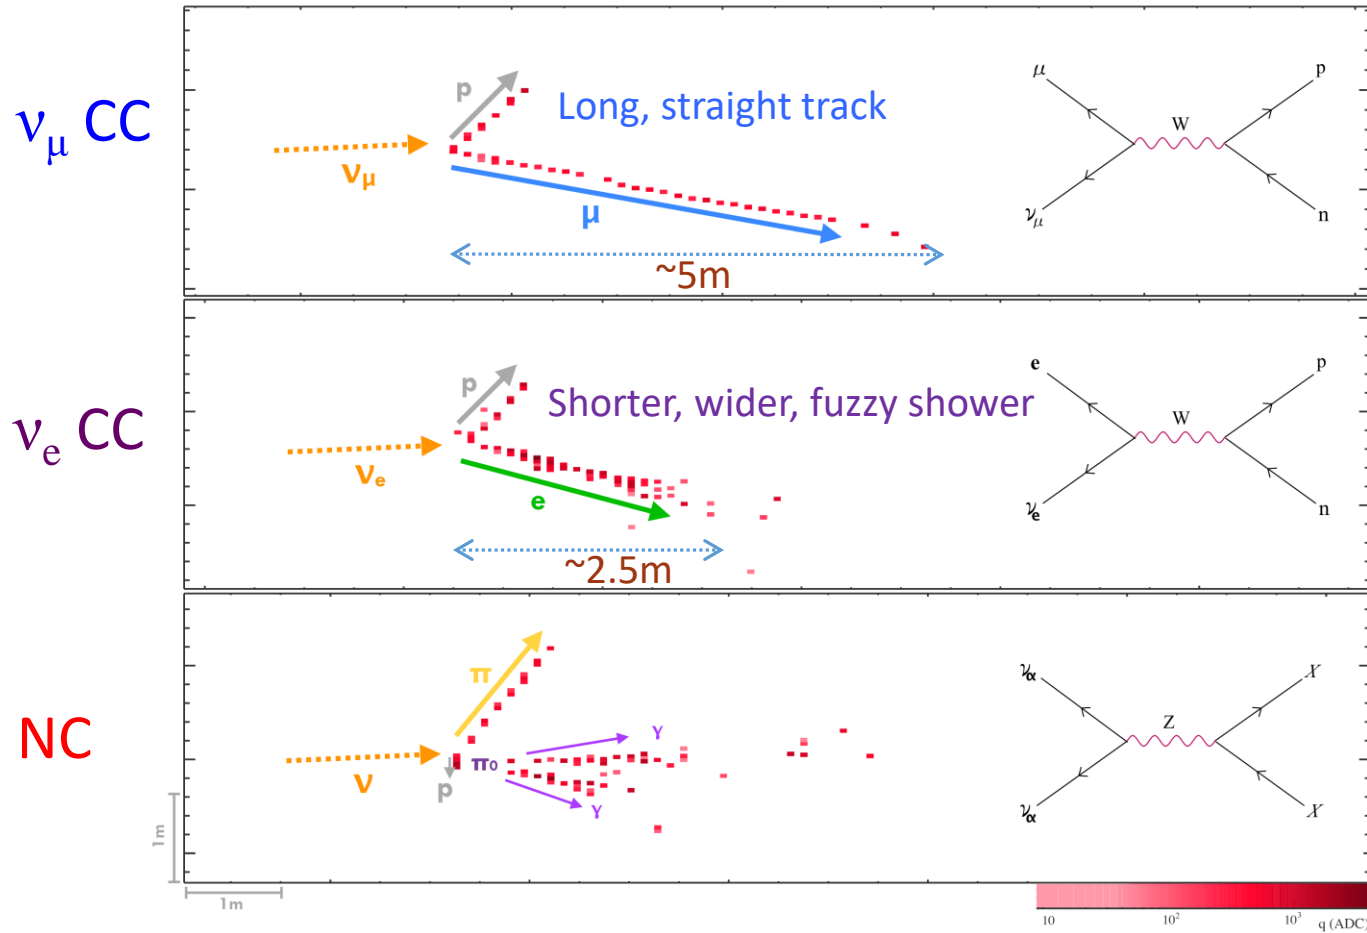 ν_μ CC
p
Long, straight track
ν_μ
μ
~5m
μ
p
W
ν_μ
n
ν_e CC
p
Shorter, wider, fuzzy shower
ν_e
e
~2.5m
e
p
W
ν_e
n
NC
π
ν
p
π0
γ
γ
ν_α
X
Z
ν_α
X
1m
1m
10
10²
10³
q (ADC)